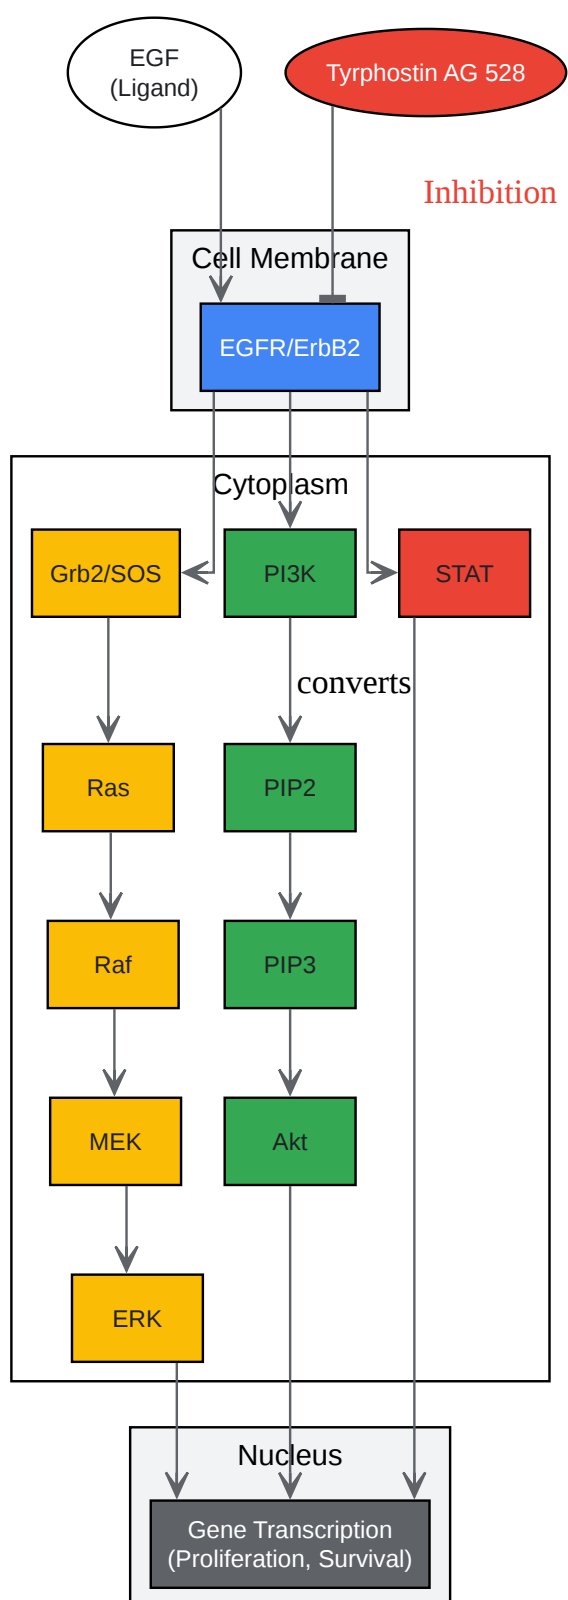 EGF
(Ligand)
Tyrphostin AG 528
Inhibition
Cell Membrane
EGFR/ErbB2
Cytoplasm
Grb2/SOS
PI3K
STAT
converts
Ras
PIP2
Raf
PIP3
MEK
Akt
ERK
Nucleus
Gene Transcription
(Proliferation, Survival)